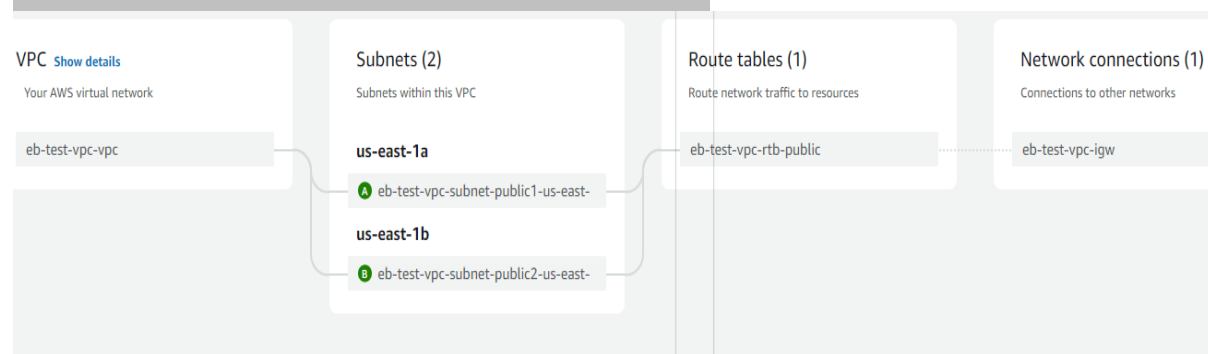 VPC Show details
Your AWS virtual network
eb-test-vpc-vpc
Subnets (2)
Subnets within this VPC
us-east-1a
A eb-test-vpc-subnet-public1-us-east-
us-east-1b
B eb-test-vpc-subnet-public2-us-east-
Route tables (1)
Route network traffic to resources
eb-test-vpc-rtb-public
Network connections (1)
Connections to other networks
eb-test-vpc-igw